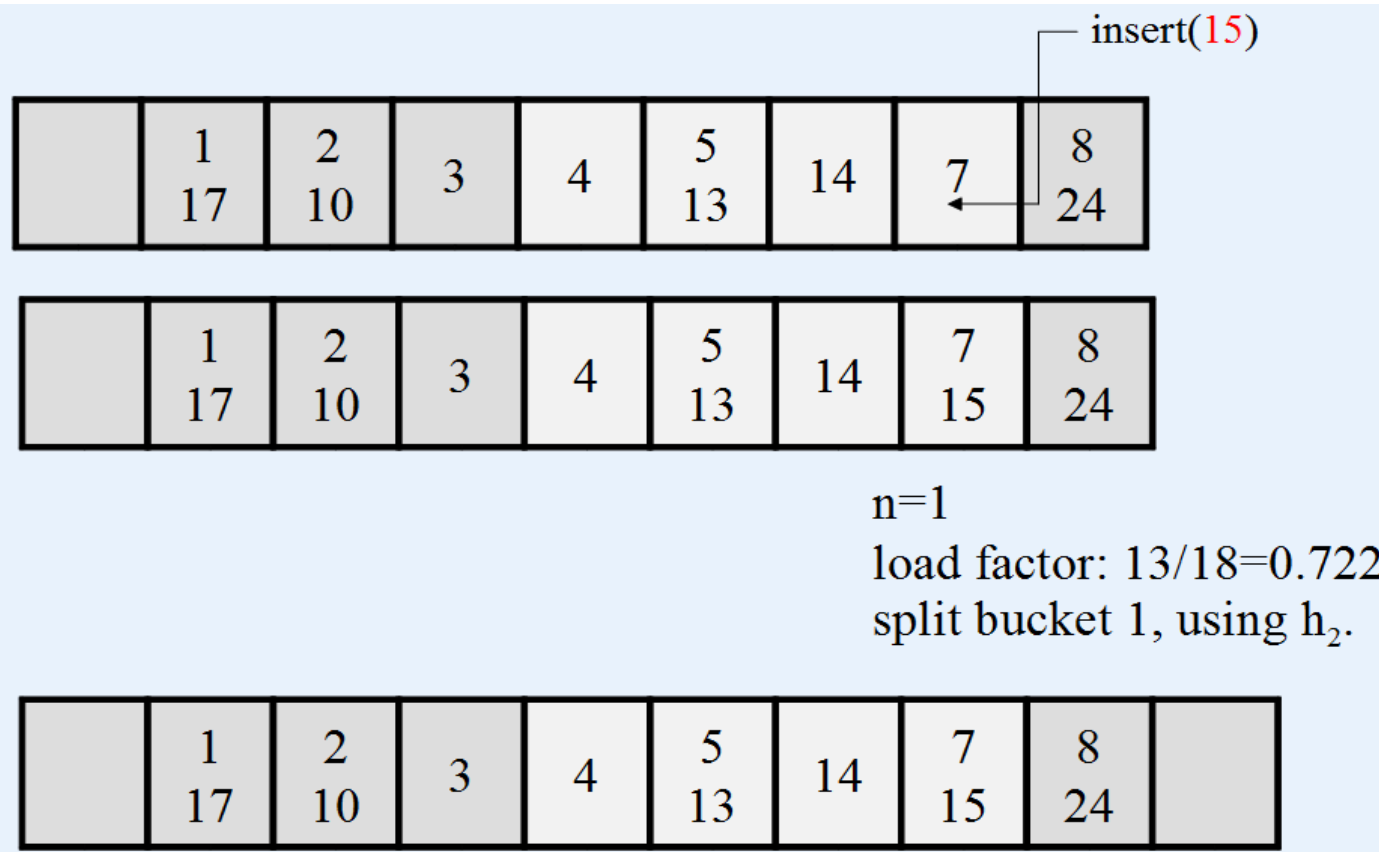 insert(15)
1 2 5 8
3 4 14 7
17 10 13 24
1 2 5 7 8
3 4 14
17 10 13 15 24
n=1
load factor: 13/18=0.722
split bucket 1, using h₂.
1 2 5 7 8
3 4 14
17 10 13 15 24